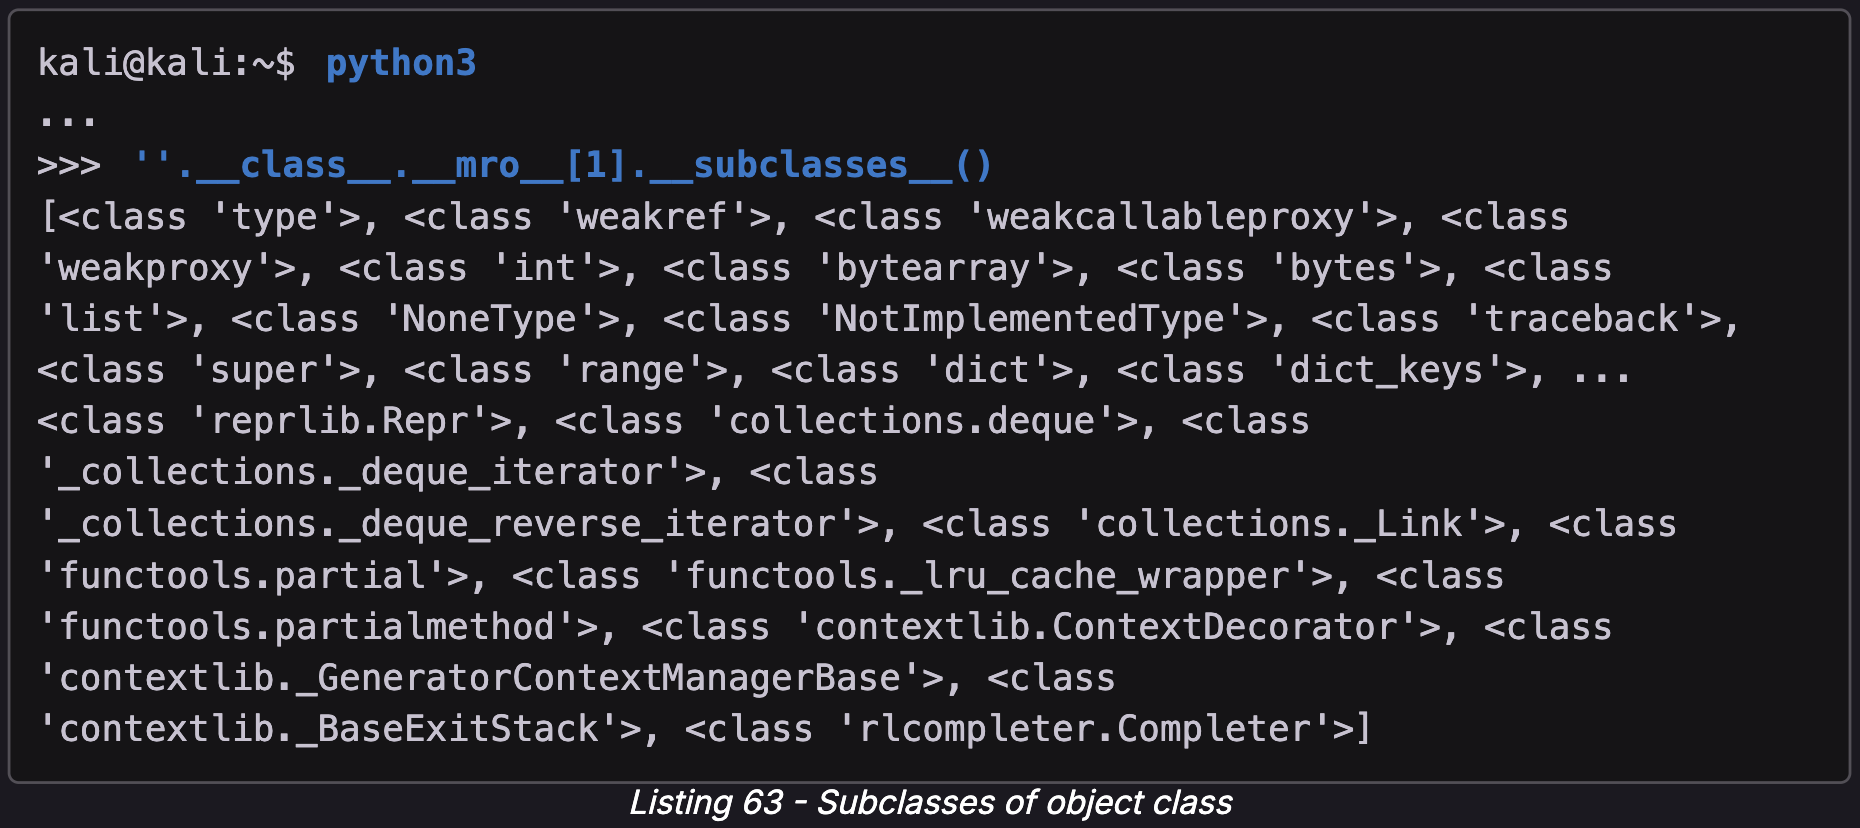 kali@kali:~$ python3
...
>>> ''.__class__.__mro__[1].__subclasses__()
[<class 'type'>, <class 'weakref'>, <class 'weakcallableproxy'>, <class
'weakproxy'>, <class 'int'>, <class 'bytearray'>, <class 'bytes'>, <class
'list'>, <class 'NoneType'>, <class 'NotImplementedType'>, <class 'traceback'>,
<class 'super'>, <class 'range'>, <class 'dict'>, <class 'dict_keys'>, ...
<class 'reprlib.Repr'>, <class 'collections.deque'>, <class
'_collections._deque_iterator'>, <class
'_collections._deque_reverse_iterator'>, <class 'collections._Link'>, <class
'functools.partial'>, <class 'functools._lru_cache_wrapper'>, <class
'functools.partialmethod'>, <class 'contextlib.ContextDecorator'>, <class
'contextlib._GeneratorContextManagerBase'>, <class
'contextlib._BaseExitStack'>, <class 'rlcompleter.Completer'>]
Listing 63 - Subclasses of object class